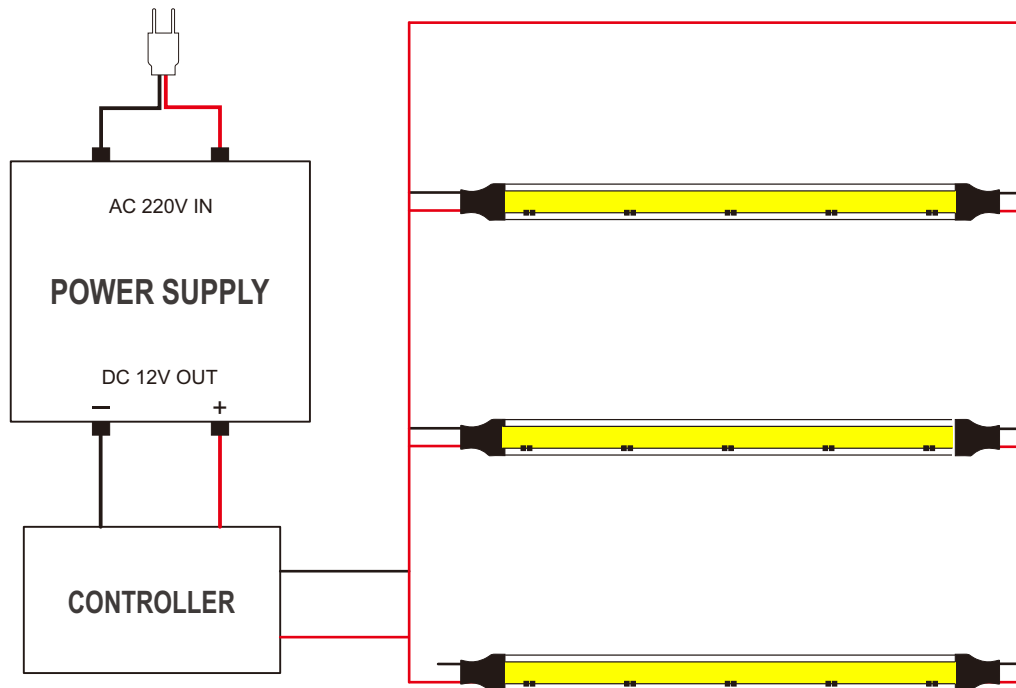 AC 220V IN
POWER SUPPLY
DC 12V OUT
— +
CONTROLLER